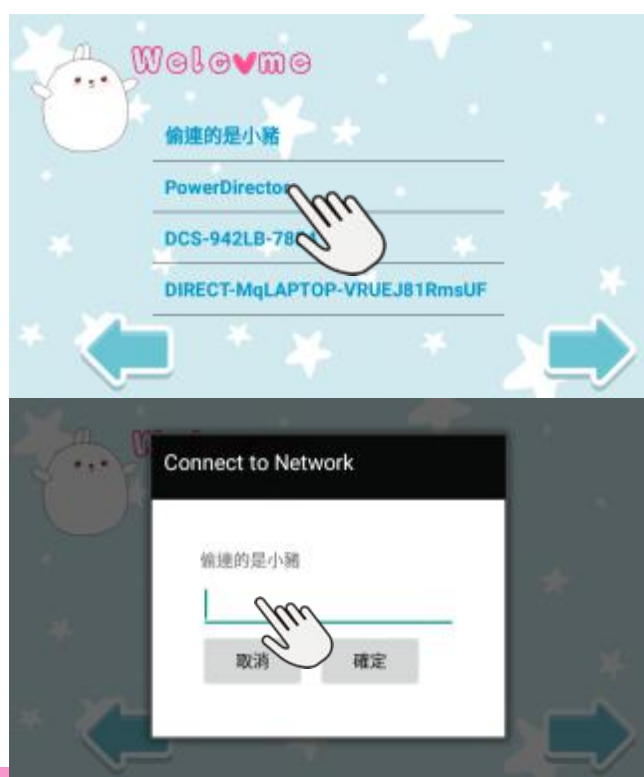 Welcome
偷連的是小豬
PowerDirector
DCS-942LB-78
DIRECT-MqLAPTOP-VRUEJ81RmsUF
Connect to Network
偷連的是小豬
取消
確定